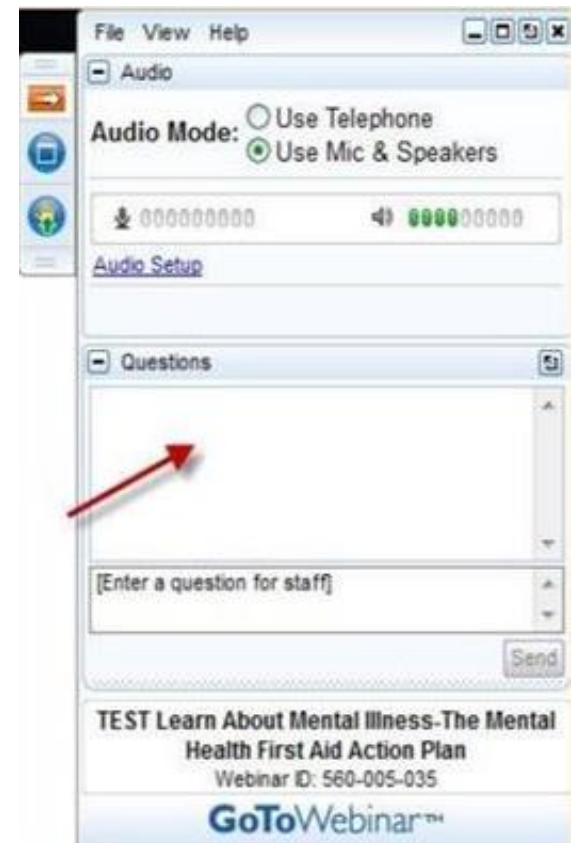 File View Help
Audio
Audio Mode: Use Telephone
Use Mic & Speakers
Audio Setup
Questions
[Enter a question for staff]
Send
TEST Learn About Mental Illness-The Mental
Health First Aid Action Plan
Webinar ID: 560-005-035
GoToWebinar™